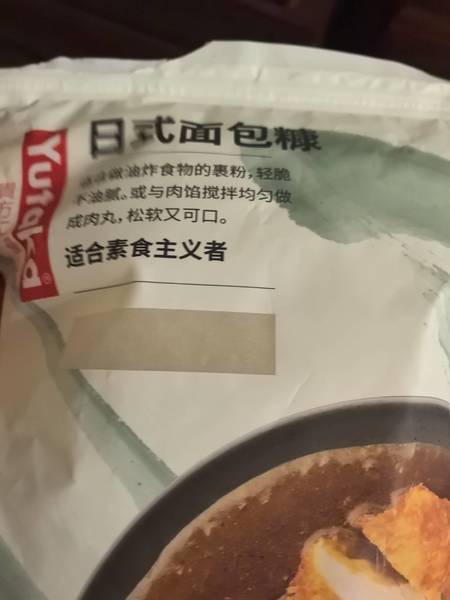 日式面包糠
做油炸食物的裹粉，轻脆
不油腻。或与肉馅搅拌均匀做
成肉丸，松软又可口。
适合素食主义者
Yutaka®